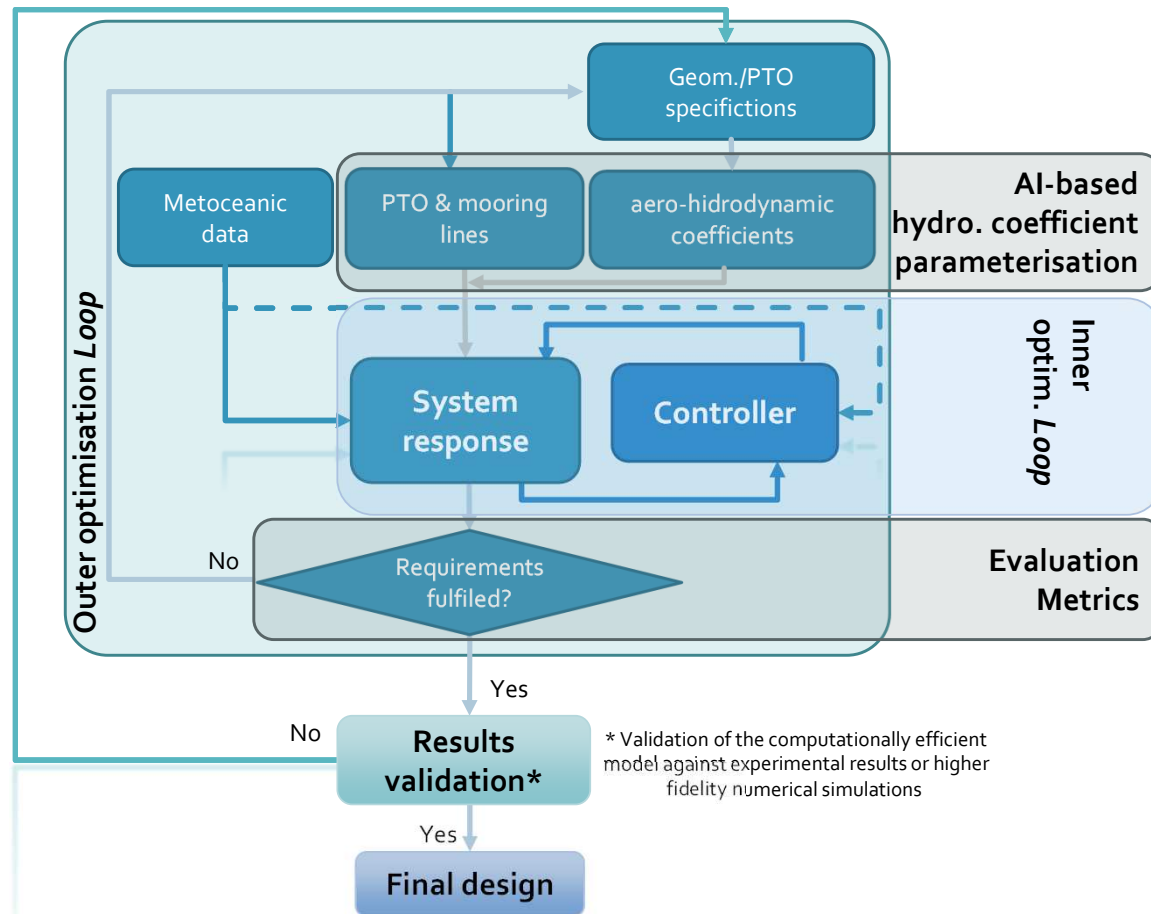 Geom./PTO
specifictions
Metoceanic
data
PTO & mooring
lines
aero-hidrodynamic
coefficients
AI-based
hydro. coefficient
parameterisation
Outer optimisation Loop
System
response
Controller
Inner
optim. Loop
No
Requirements
fulfiled?
Evaluation
Metrics
Yes
No
Results
validation*
* Validation of the computationally efficient
model against experimental results or higher
fidelity numerical simulations
Yes
Final design